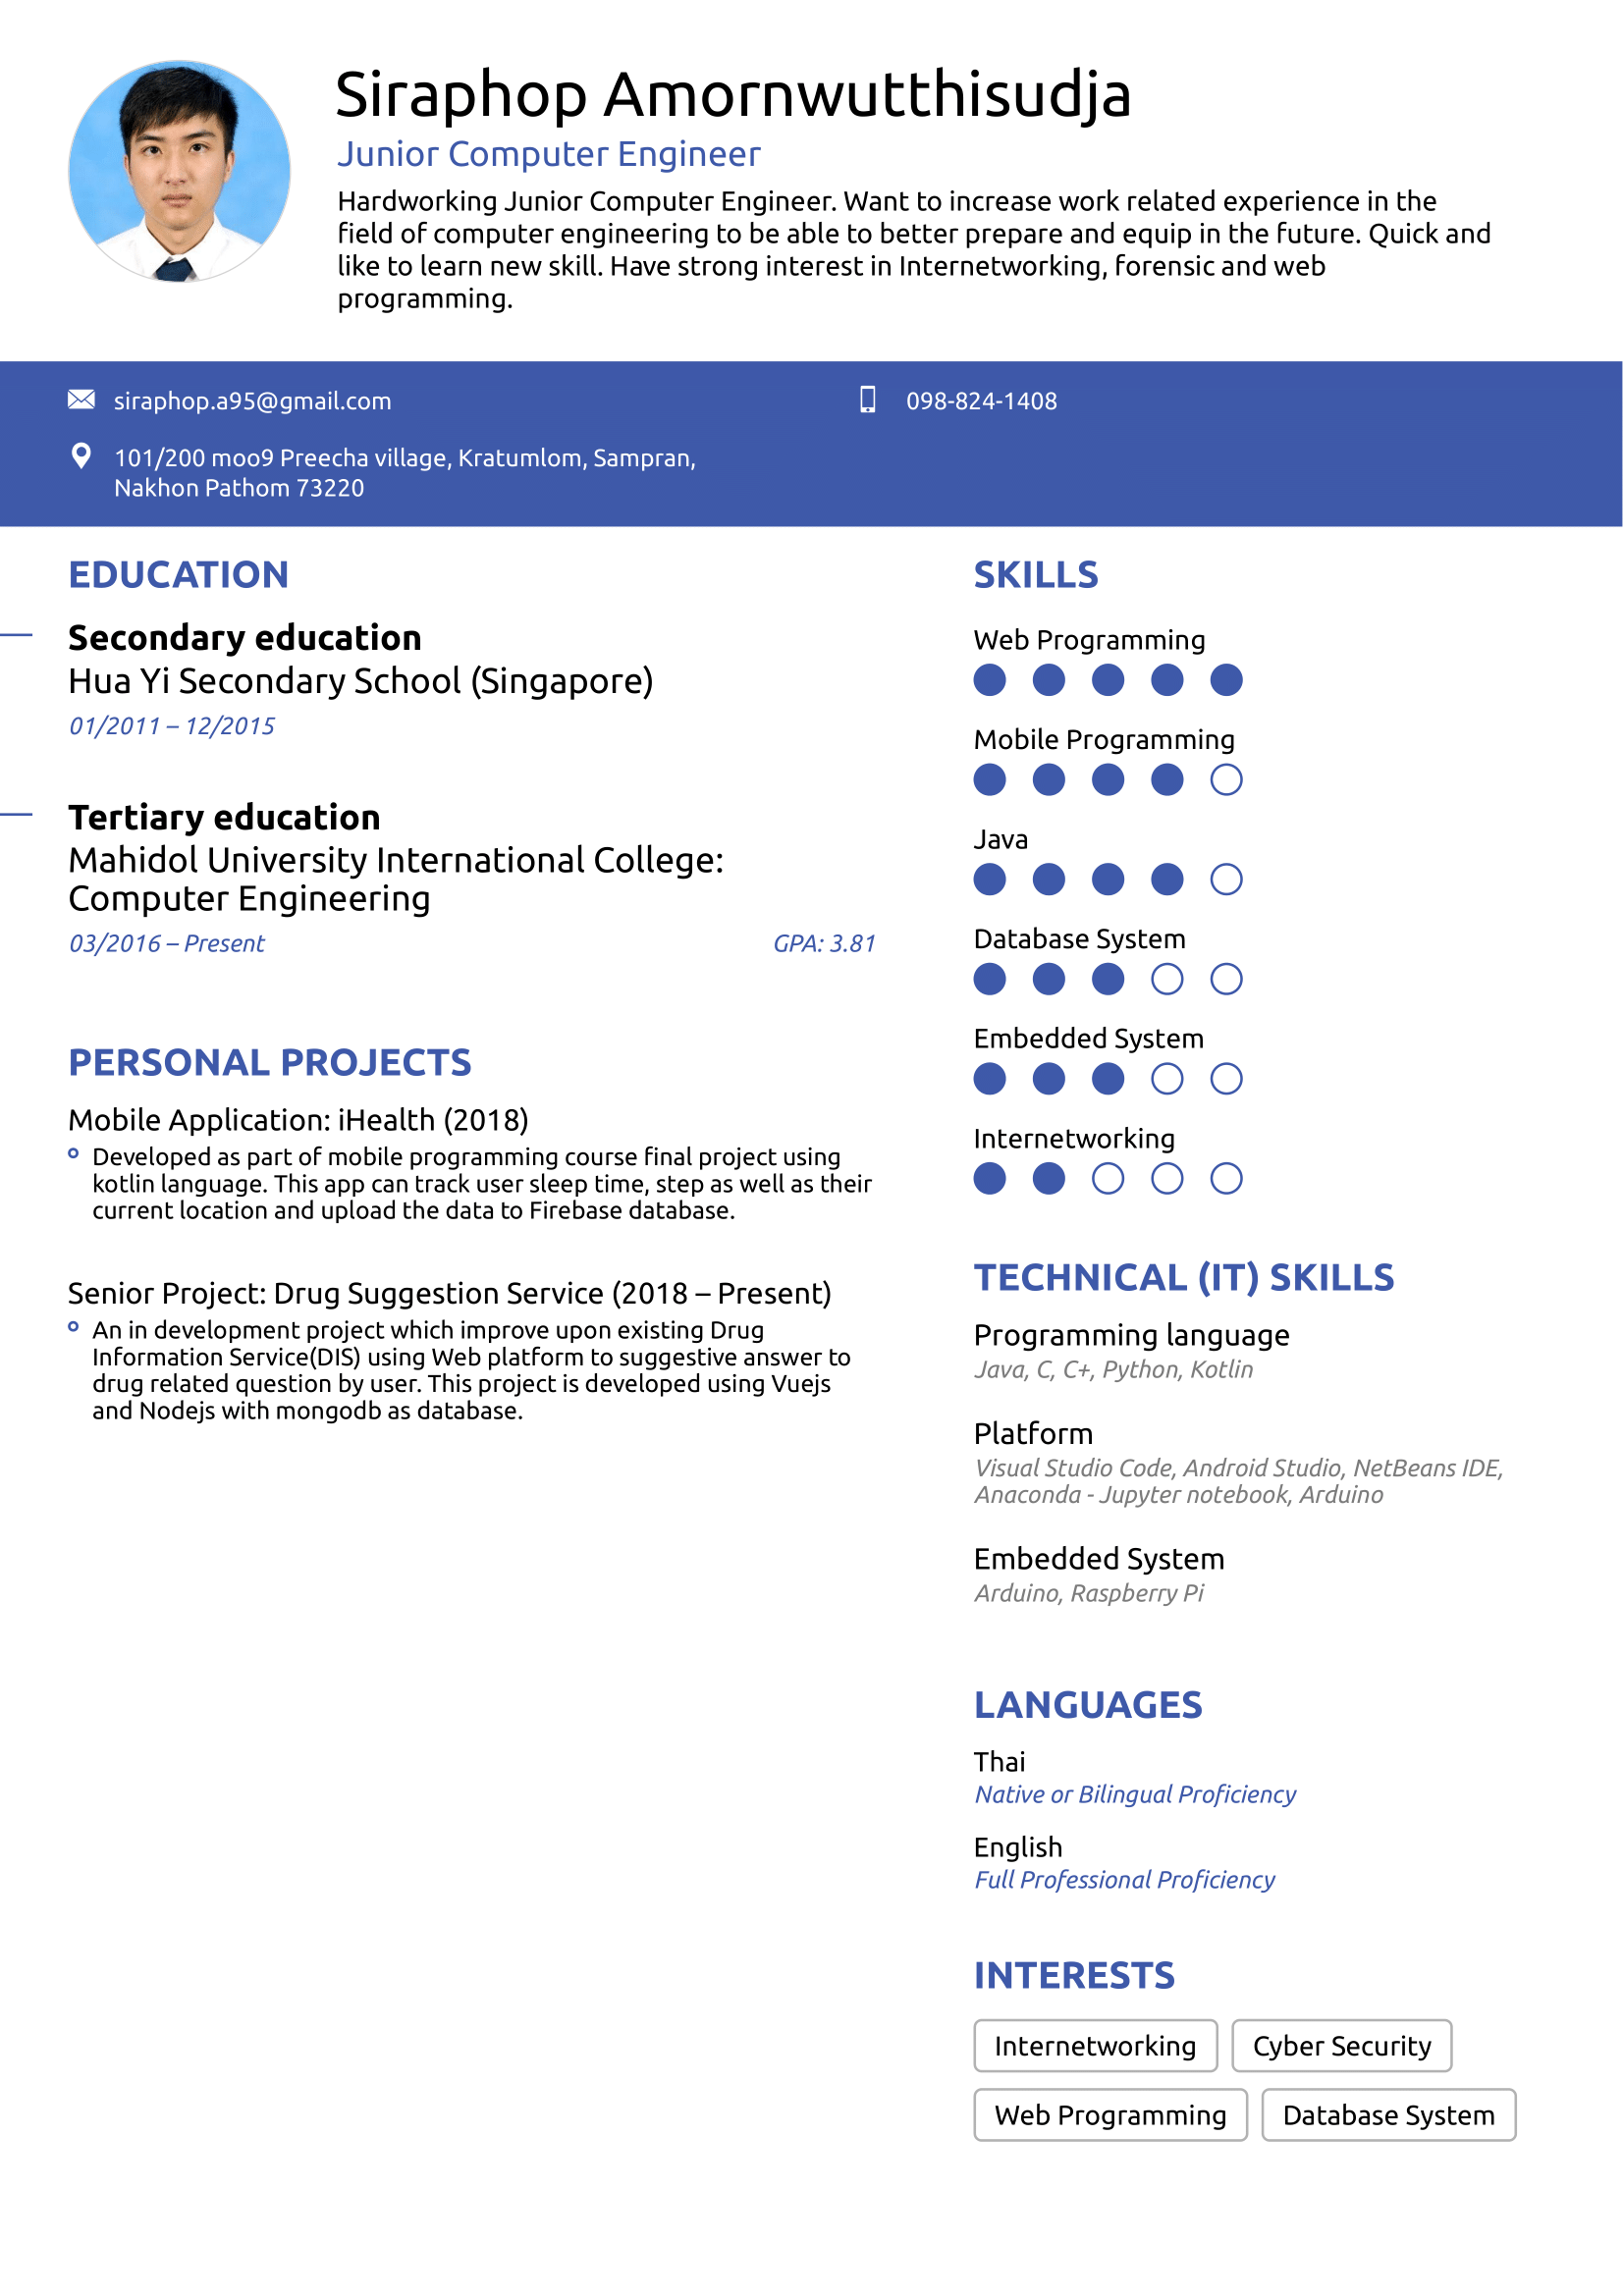 Siraphop Amornwutthisudja
Junior Computer Engineer
Hardworking Junior Computer Engineer. Want to increase work related experience in the
field of computer engineering to be able to better prepare and equip in the future. Quick and
like to learn new skill. Have strong interest in Internetworking, forensic and web
programming.
siraphop.a95@gmail.com
098-824-1408
101/200 moo9 Preecha village, Kratumlom, Sampran,
Nakhon Pathom 73220
EDUCATION
Secondary education
Hua Yi Secondary School (Singapore)
01/2011 – 12/2015
Tertiary education
Mahidol University International College:
Computer Engineering
03/2016 – Present
GPA: 3.81
PERSONAL PROJECTS
Mobile Application: iHealth (2018)
Developed as part of mobile programming course final project using
kotlin language. This app can track user sleep time, step as well as their
current location and upload the data to Firebase database.
Senior Project: Drug Suggestion Service (2018 – Present)
An in development project which improve upon existing Drug
Information Service(DIS) using Web platform to suggestive answer to
drug related question by user. This project is developed using Vuejs
and Nodejs with mongodb as database.
SKILLS
Web Programming
Mobile Programming
Java
Database System
Embedded System
Internetworking
TECHNICAL (IT) SKILLS
Programming language
Java, C, C+, Python, Kotlin
Platform
Visual Studio Code, Android Studio, NetBeans IDE,
Anaconda - Jupyter notebook, Arduino
Embedded System
Arduino, Raspberry Pi
LANGUAGES
Thai
Native or Bilingual Proficiency
English
Full Professional Proficiency
INTERESTS
Internetworking
Cyber Security
Web Programming
Database System